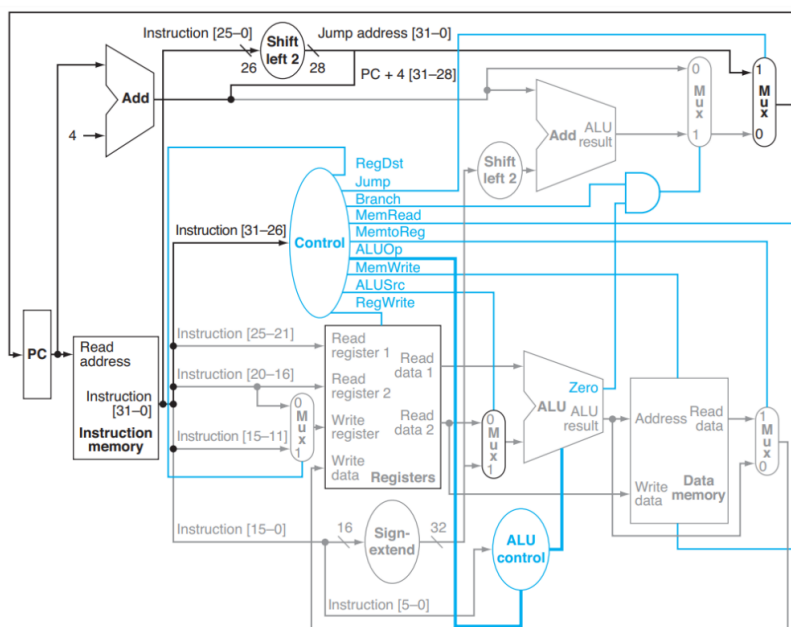 Instruction [25–0]
Shift
left 2
Jump address [31–0]
26
28
PC + 4 [31–28]
Add
4
0
M
u
x
1
1
M
u
x
0
Add
ALU
result
Shift
left 2
RegDst
Jump
Branch
MemRead
MemtoReg
ALUOp
MemWrite
ALUSrc
RegWrite
Control
Instruction [31–26]
PC
Read
address
Instruction
[31–0]
Instruction
memory
Instruction [25–21]
Instruction [20–16]
Instruction [15–11]
0
M
u
x
1
Read
register 1
Read
register 2
Write
register
Write
data
Read
data 1
Read
data 2
Registers
0
M
u
x
1
Zero
ALU
ALU
result
Address
Read
data
Write
data
Data
memory
1
M
u
x
0
Instruction [15–0]
16
Sign-
extend
32
ALU
control
Instruction [5–0]